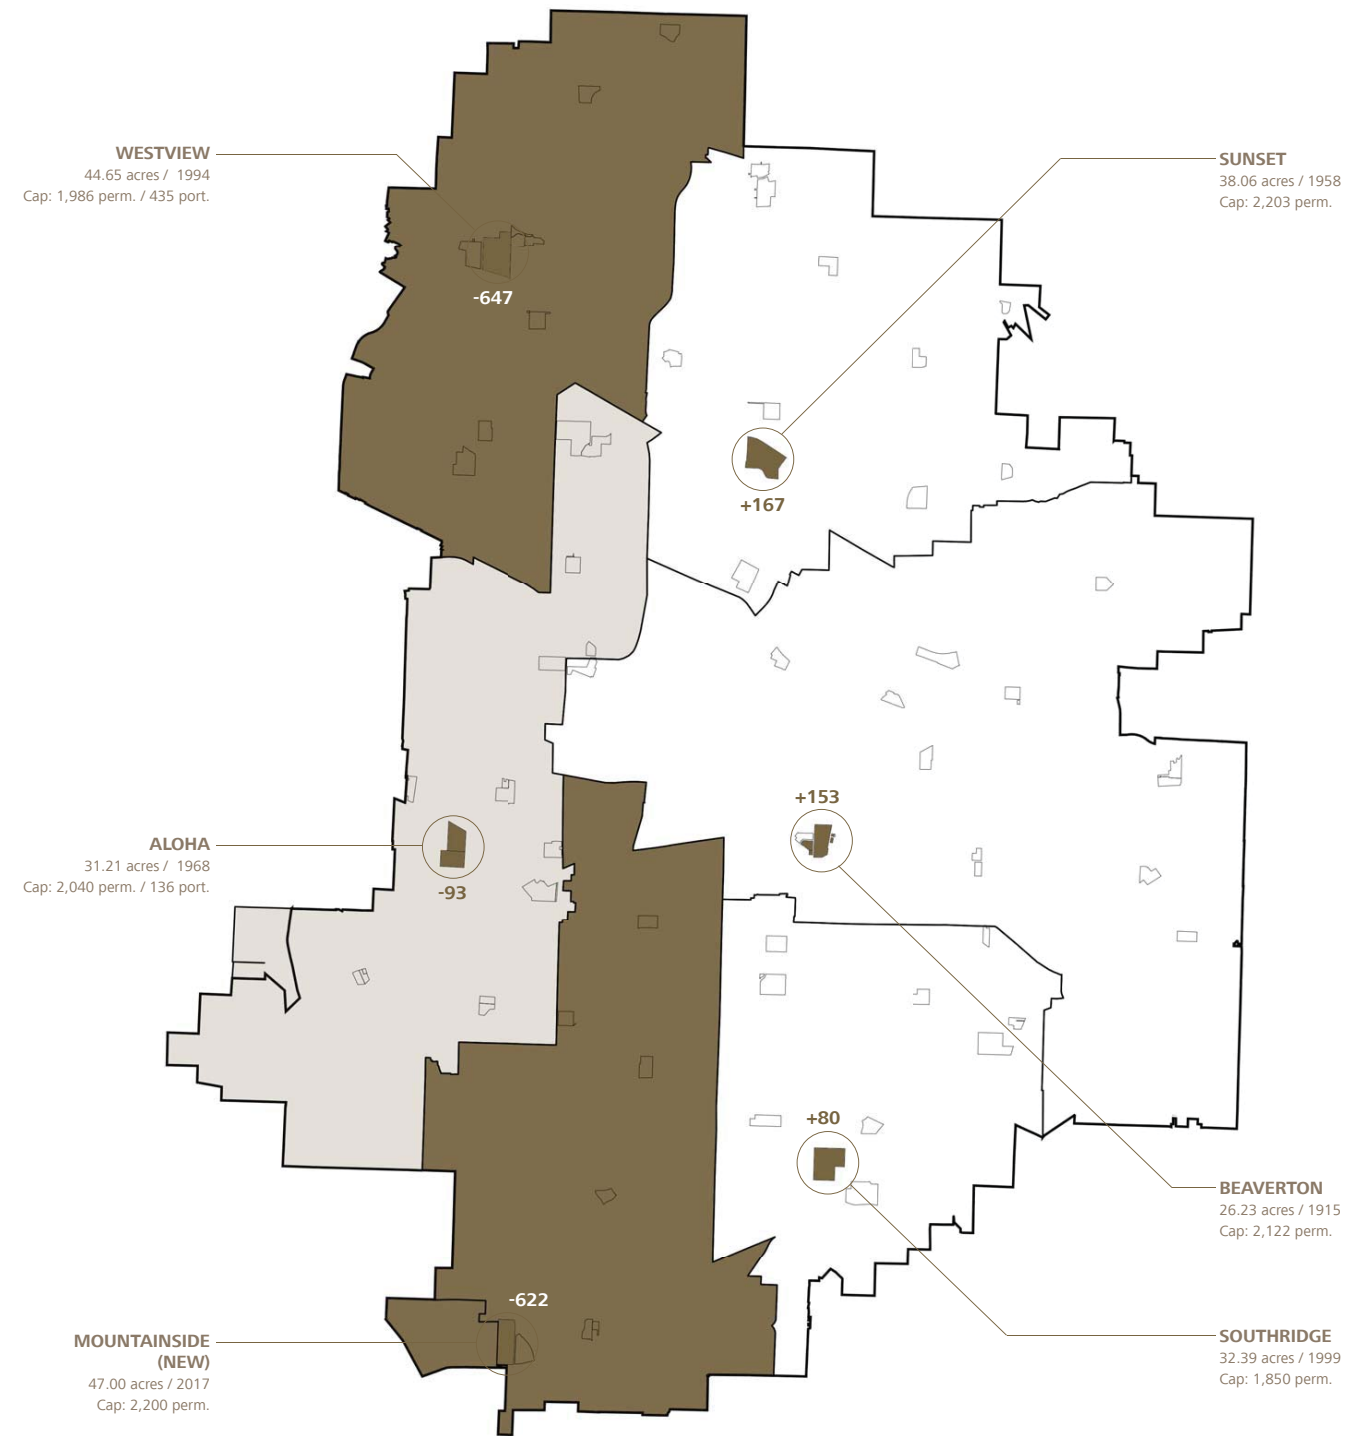 WESTVIEW
44.65 acres / 1994
Cap: 1,986 perm. / 435 port.
-647
SUNSET
38.06 acres / 1958
Cap: 2,203 perm.
+167
ALOHA
31.21 acres / 1968
Cap: 2,040 perm. / 136 port.
-93
+153
BEAVERTON
26.23 acres / 1915
Cap: 2,122 perm.
+80
SOUTHRIDGE
32.39 acres / 1999
Cap: 1,850 perm.
-622
MOUNTAINSIDE
(NEW)
47.00 acres / 2017
Cap: 2,200 perm.